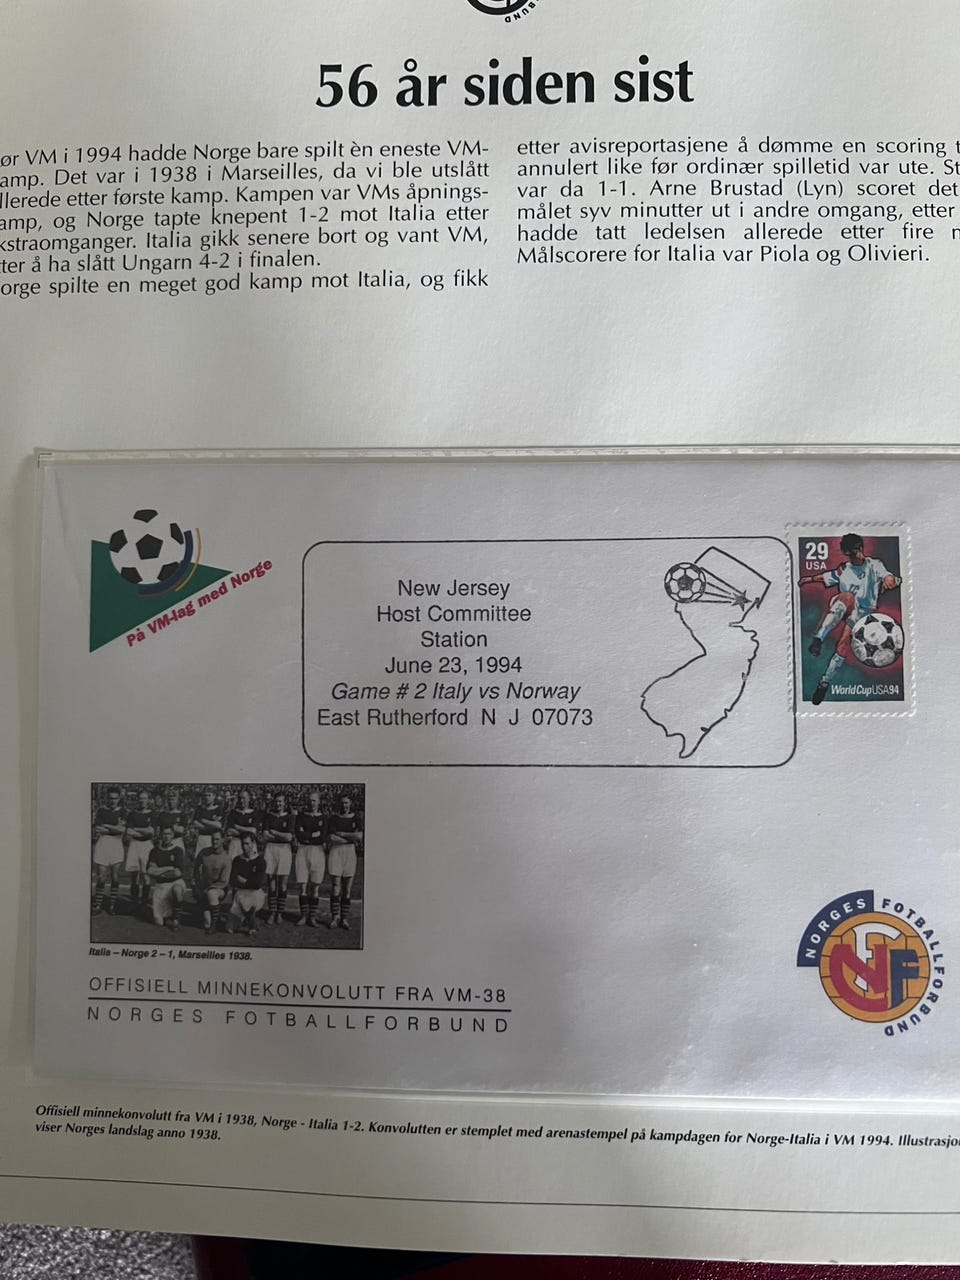 BUND
56 år siden sist
ør VM i 1994 hadde Norge bare spilt èn eneste VM-
amp. Det var i 1938 i Marseilles, da vi ble utslått
llerede etter første kamp. Kampen var VMs åpnings-
amp, og Norge tapte knepent 1-2 mot Italia etter
kstraomganger. Italia gikk senere bort og vant VM,
ter å ha slått Ungarn 4-2 i finalen.
orge spilte en meget god kamp mot Italia, og fikk
etter avisreportasjene å dømme en scoring t
annulert like før ordinær spilletid var ute. St
var da 1-1. Arne Brustad (Lyn) scoret det
målet syv minutter ut i andre omgang, etter
hadde tatt ledelsen allerede etter fire m
Målscorere for Italia var Piola og Olivieri.
På VM-lag med Norge
New Jersey
Host Committee
Station
June 23, 1994
Game # 2 Italy vs Norway
East Rutherford N J 07073
29
USA
World Cup USA 94
Italia – Norge 2 – 1, Marseilles 1938.
OFFISIELL MINNEKONVOLUTT FRA VM-38
NORGES FOTBALLFORBUND
NORGES FOTBALLFORBUND
NFF
Offisiell minnekonvolutt fra VM i 1938, Norge - Italia 1-2. Konvolutten er stemplet med arenastempel på kampdagen for Norge-Italia i VM 1994. Illustrasjo
viser Norges landslag anno 1938.